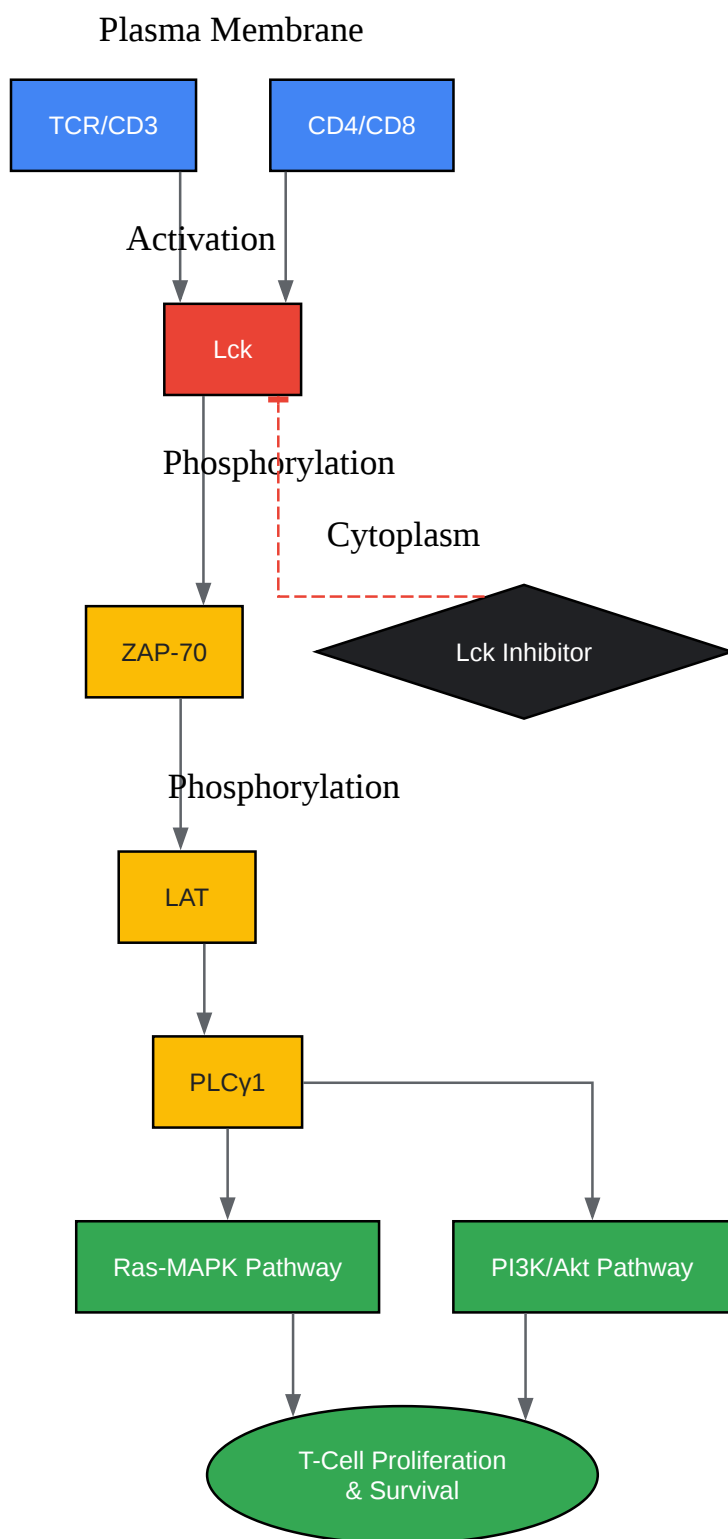 Plasma Membrane
TCR/CD3
CD4/CD8
Activation
Lck
Phosphorylation
Cytoplasm
ZAP-70
Lck Inhibitor
Phosphorylation
LAT
PLCγ1
Ras-MAPK Pathway
PI3K/Akt Pathway
T-Cell Proliferation
& Survival